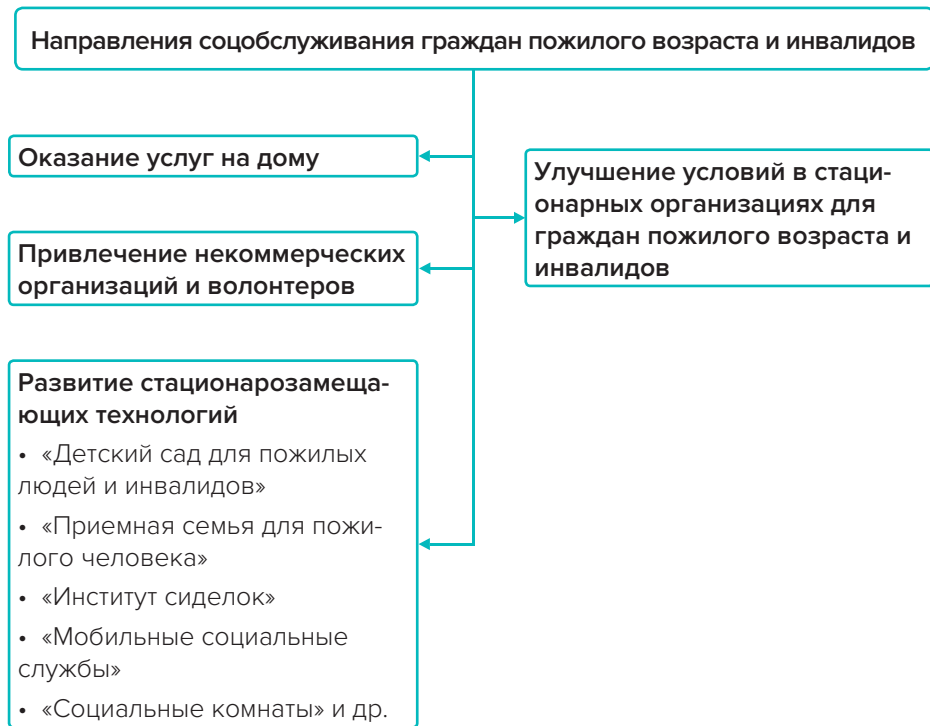 Направления соцобслуживания граждан пожилого возраста и инвалидов
Оказание услуг на дому
Улучшение условий в стаци-
онарных организациях для
граждан пожилого возраста и
инвалидов
Привлечение некоммерческих
организаций и волонтеров
Развитие стационарозамеща-
ющих технологий
• «Детский сад для пожилых
людей и инвалидов»
• «Приемная семья для пожи-
лого человека»
• «Институт сиделок»
• «Мобильные социальные
службы»
• «Социальные комнаты» и др.